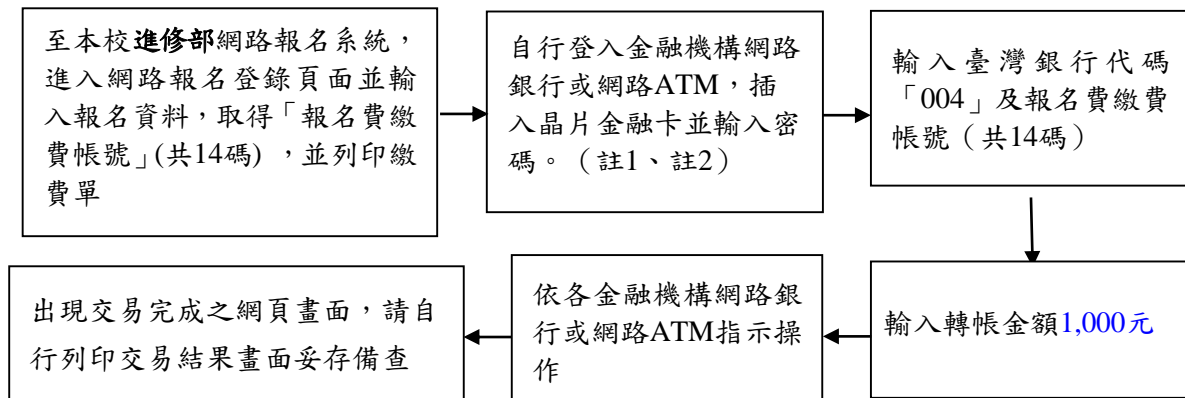 至本校進修部網路報名系統，
進入網路報名登錄頁面並輸
入報名資料，取得「報名費繳
費帳號」(共14碼) ，並列印繳
費單
自行登入金融機構網路
銀行或網路ATM，插
入晶片金融卡並輸入密
碼。（註1、註2）
輸入臺灣銀行代碼
「004」及報名費繳費
帳號（共14碼）
輸入轉帳金額1,000元
依各金融機構網路銀
行或網路ATM指示操
作
出現交易完成之網頁畫面，請自
行列印交易結果畫面妥存備查